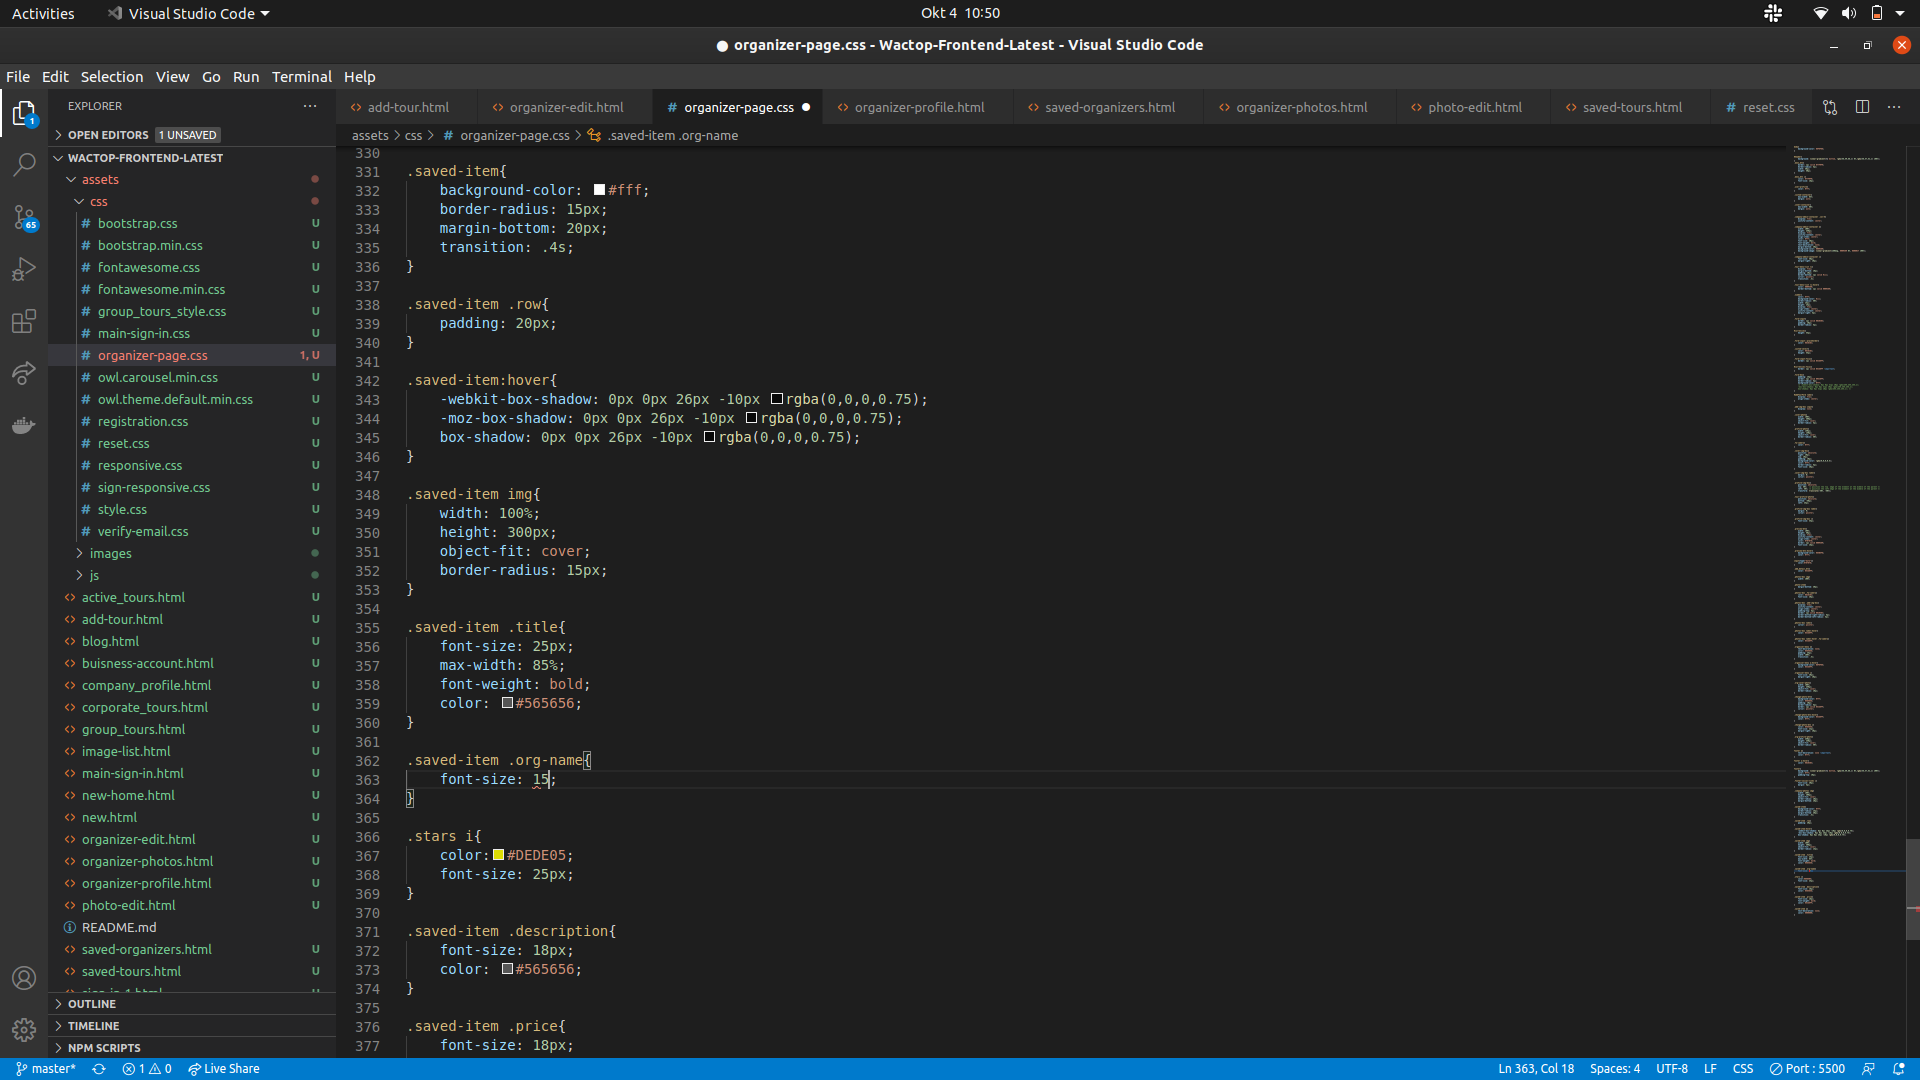 Activities
Visual Studio Code
Okt 4 10:50
● organizer-page.css - Wactop-Frontend-Latest - Visual Studio Code
File Edit Selection View Go Run Terminal Help
EXPLORER
OPEN EDITORS 1 UNSAVED
WACTOP-FRONTEND-LATEST
assets
css
# bootstrap.css U
# bootstrap.min.css U
# fontawesome.css U
# fontawesome.min.css U
# group_tours_style.css U
# main-sign-in.css U
# organizer-page.css 1, U
# owl.carousel.min.css U
# owl.theme.default.min.css U
# registration.css U
# reset.css U
# responsive.css U
# sign-responsive.css U
# style.css U
# verify-email.css U
images
js
active_tours.html U
add-tour.html U
blog.html U
buisness-account.html U
company_profile.html U
corporate_tours.html U
group_tours.html U
image-list.html U
main-sign-in.html U
new-home.html U
new.html U
organizer-edit.html U
organizer-photos.html U
organizer-profile.html U
photo-edit.html U
README.md
saved-organizers.html U
saved-tours.html U
OUTLINE
TIMELINE
NPM SCRIPTS
1
65
add-tour.html
organizer-edit.html
# organizer-page.css ●
organizer-profile.html
saved-organizers.html
organizer-photos.html
photo-edit.html
saved-tours.html
# reset.css
assets > css > # organizer-page.css > .saved-item .org-name
330
331 .saved-item{
332 background-color: #fff;
333 border-radius: 15px;
334 margin-bottom: 20px;
335 transition: .4s;
336 }
337
338 .saved-item .row{
339 padding: 20px;
340 }
341
342 .saved-item:hover{
343 -webkit-box-shadow: 0px 0px 26px -10px rgba(0,0,0,0.75);
344 -moz-box-shadow: 0px 0px 26px -10px rgba(0,0,0,0.75);
345 box-shadow: 0px 0px 26px -10px rgba(0,0,0,0.75);
346 }
347
348 .saved-item img{
349 width: 100%;
350 height: 300px;
351 object-fit: cover;
352 border-radius: 15px;
353 }
354
355 .saved-item .title{
356 font-size: 25px;
357 max-width: 85%;
358 font-weight: bold;
359 color: #565656;
360 }
361
362 .saved-item .org-name{
363 font-size: 15;
364 }
365
366 .stars i{
367 color:#DEDE05;
368 font-size: 25px;
369 }
370
371 .saved-item .description{
372 font-size: 18px;
373 color: #565656;
374 }
375
376 .saved-item .price{
377 font-size: 18px;
master* 1 0 Live Share
Ln 363, Col 18 Spaces: 4 UTF-8 LF CSS Port : 5500